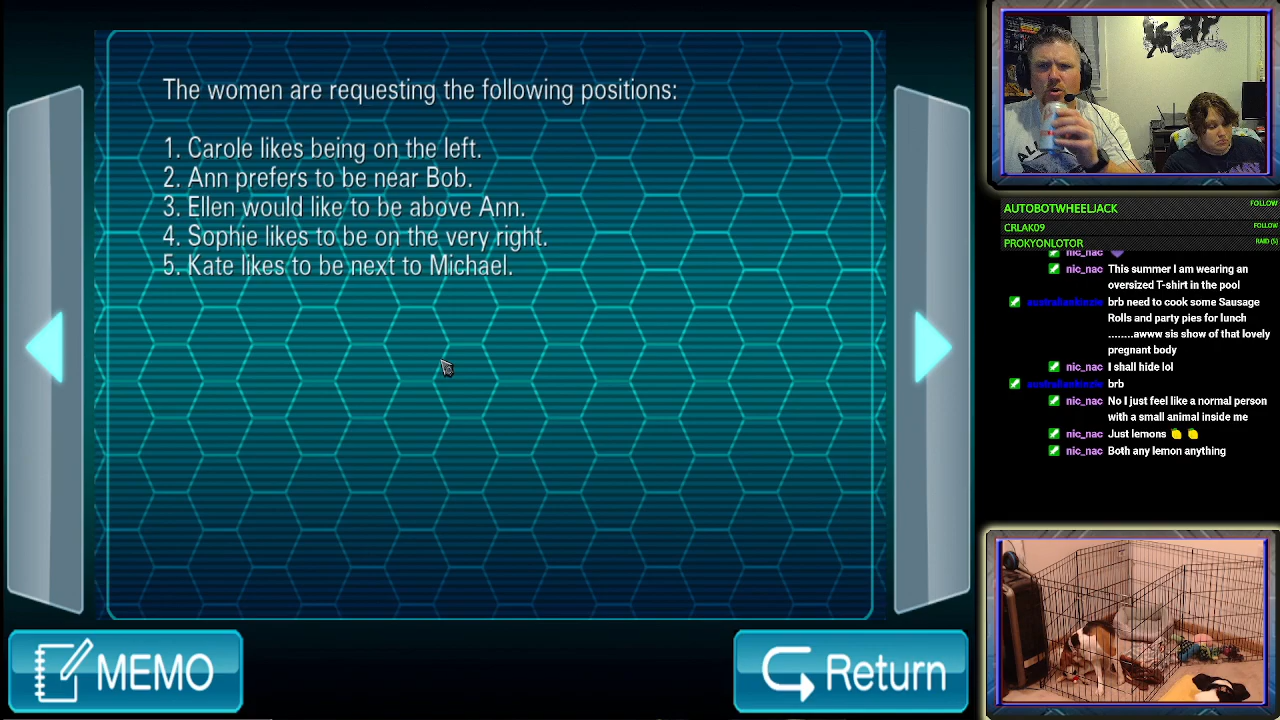 The women are requesting the following positions:
1. Carole likes being on the left.
2. Ann prefers to be near Bob.
3. Ellen would like to be above Ann.
4. Sophie likes to be on the very right.
5. Kate likes to be next to Michael.
MEMO
Return
AUTOBOTWHEELJACK FOLLOW
CRLAK09 FOLLOW
PROKYONLOTOR RAID (5)
nic_nac
nic_nac This summer I am wearing an
oversized T-shirt in the pool
brb need to cook some Sausage
Rolls and party pies for lunch
........awww sis show of that lovely
pregnant body
nic_nac I shall hide lol
brb
nic_nac No I just feel like a normal person
with a small animal inside me
nic_nac Just lemons 🍋 🍋
nic_nac Both any lemon anything